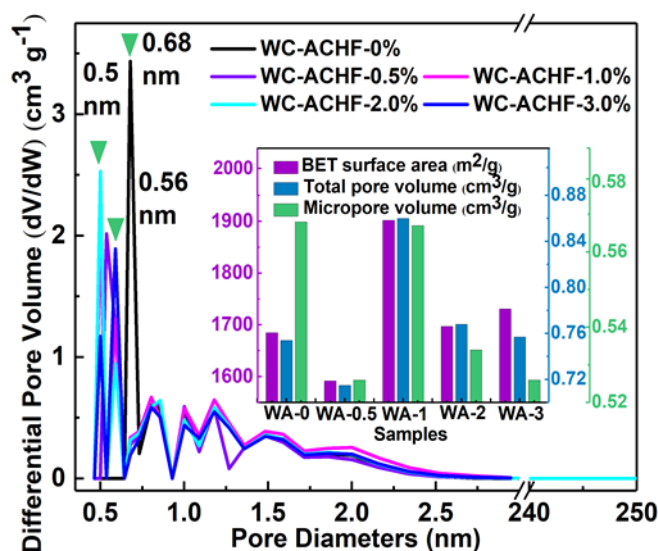 Differential Pore Volume (dV/dW) (cm³ g⁻¹)
3
2
1
0
0.5
nm
0.68
nm
0.56
nm
WC-ACHF-0%
WC-ACHF-0.5%
WC-ACHF-1.0%
WC-ACHF-2.0%
WC-ACHF-3.0%
BET surface area (m²/g)
Total pore volume (cm³/g)
Micropore volume (cm³/g)
2000
1900
1800
1700
1600
0.88
0.84
0.80
0.76
0.72
0.58
0.56
0.54
0.52
WA-0 WA-0.5 WA-1 WA-2 WA-3
Samples
0.5 1.0 1.5 2.0 2.5 240 250
Pore Diameters (nm)